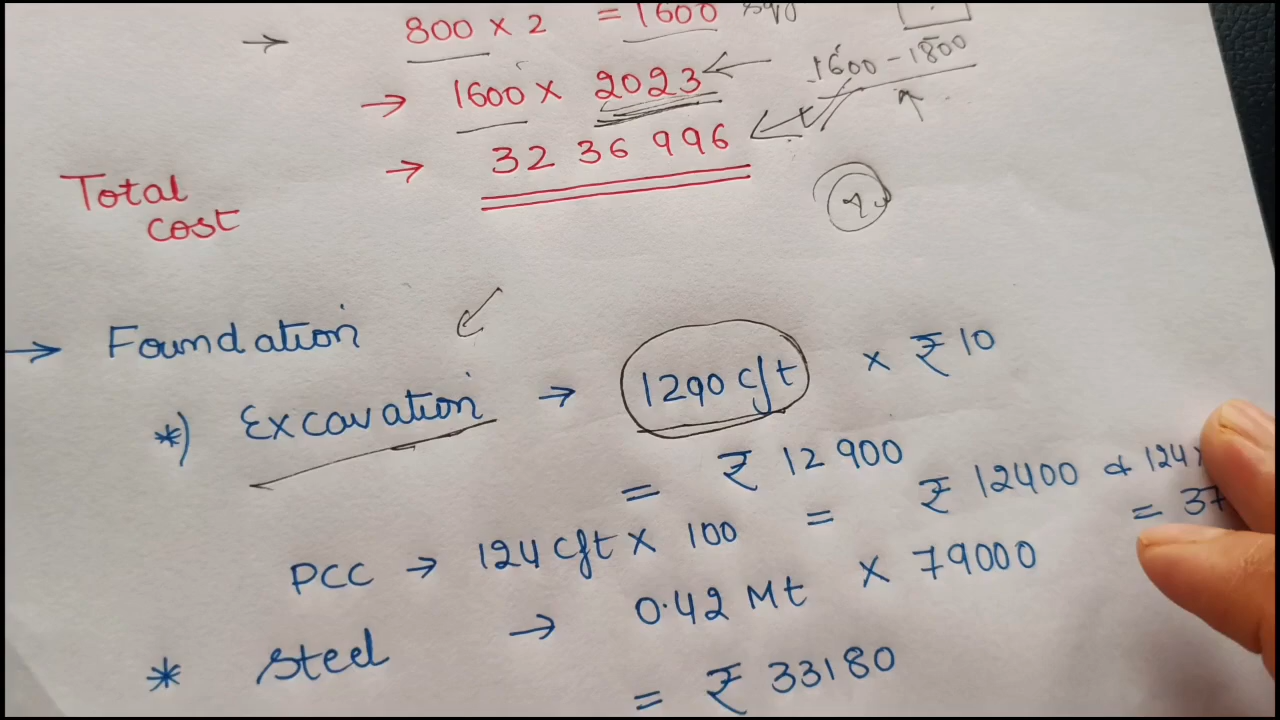 → 800 × 2 = 1600
1600 - 1800
→ 1600 × 2023
Total cost → 32 36 996
→ Foundation
*) Excavation → 1290 cft × ₹ 10
= ₹ 12 900
PCC → 124 cft × 100 = ₹ 12400 & 124
= 37
* Steel → 0.42 Mt × 79000
= ₹ 33180